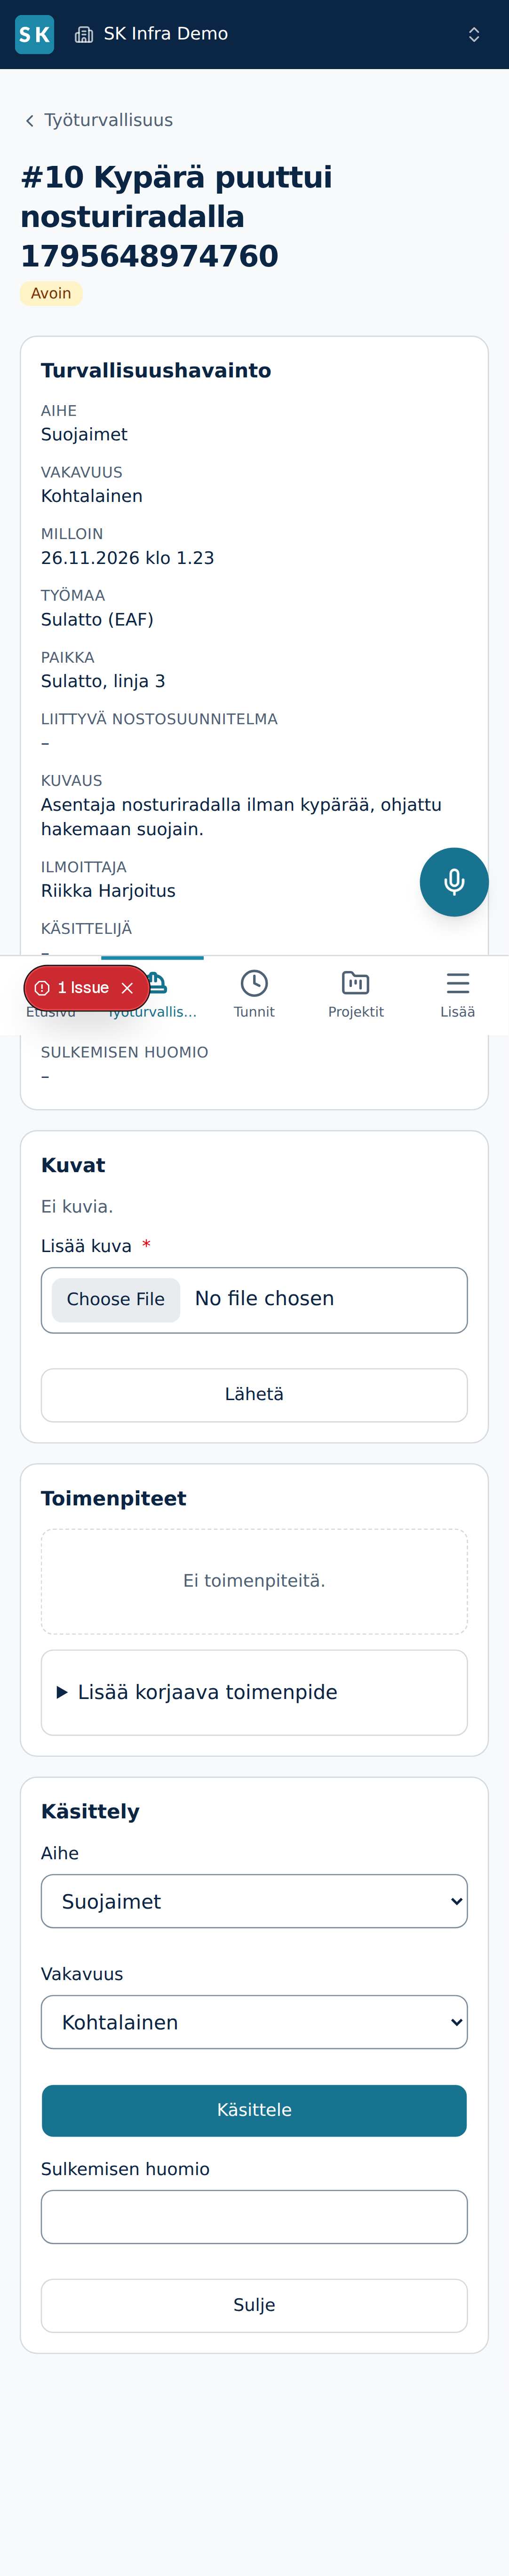 SK
SK Infra Demo
Työturvallisuus
#10 Kypärä puuttui
nosturiradalla
1795648974760
Avoin
Turvallisuushavainto
AIHE
Suojaimet
VAKAVUUS
Kohtalainen
MILLOIN
26.11.2026 klo 1.23
TYÖMAA
Sulatto (EAF)
PAIKKA
Sulatto, linja 3
LIITTYVÄ NOSTOSUUNNITELMA
–
KUVAUS
Asentaja nosturiradalla ilman kypärää, ohjattu
hakemaan suojain.
ILMOITTAJA
Riikka Harjoitus
KÄSITTELIJÄ
–
1 Issue
Etusivu
Työturvallis…
Tunnit
Projektit
Lisää
SULKEMISEN HUOMIO
–
Kuvat
Ei kuvia.
Lisää kuva *
Choose File No file chosen
Lähetä
Toimenpiteet
Ei toimenpiteitä.
Lisää korjaava toimenpide
Käsittely
Aihe
Suojaimet
Vakavuus
Kohtalainen
Käsittele
Sulkemisen huomio
Sulje